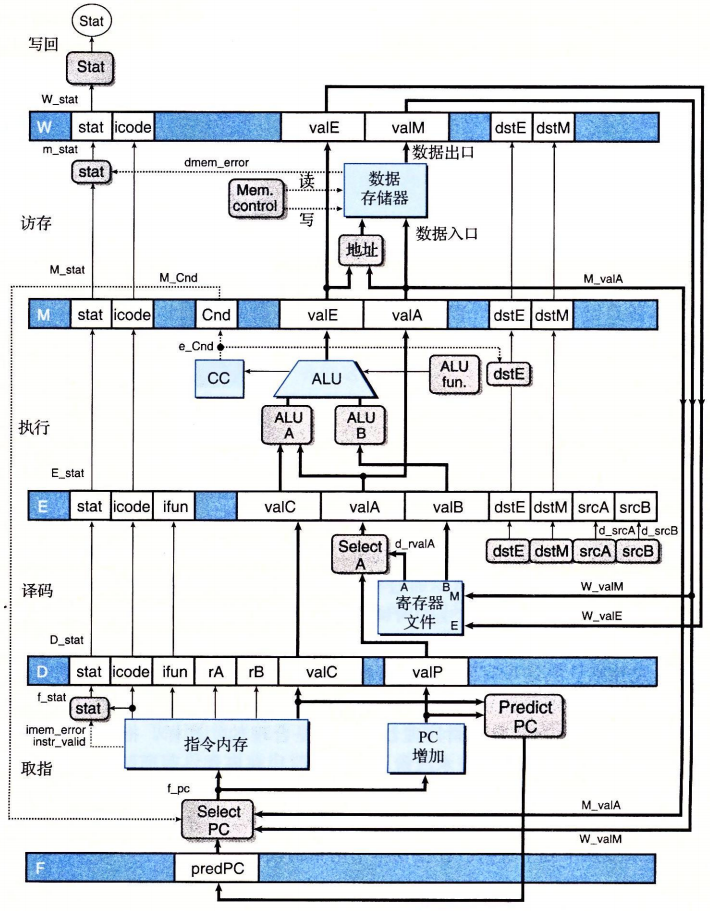 Stat
写回
Stat
W_stat
W stat icode valE valM dstE dstM
m_stat
数据出口
dmem_error
stat
读
数据
存储器
Mem.
control
写
访存
数据入口
地址
M_stat
M_Cnd
M_valA
M stat icode Cnd valE valA dstE dstM
e_Cnd
CC
ALU
ALU
fun.
dstE
ALU
A
ALU
B
执行
E_stat
E stat icode ifun valC valA valB dstE dstM srcA srcB
d_srcA d_srcB
Select
A
d_rvalA
dstE dstM srcA srcB
A B
M
寄存器
文件
E
W_valM
W_valE
译码
D_stat
D stat icode ifun rA rB valC valP
f_stat
stat
Predict
PC
imem_error
instr_valid
指令内存
PC
增加
取指
f_pc
Select
PC
M_valA
W_valM
F predPC